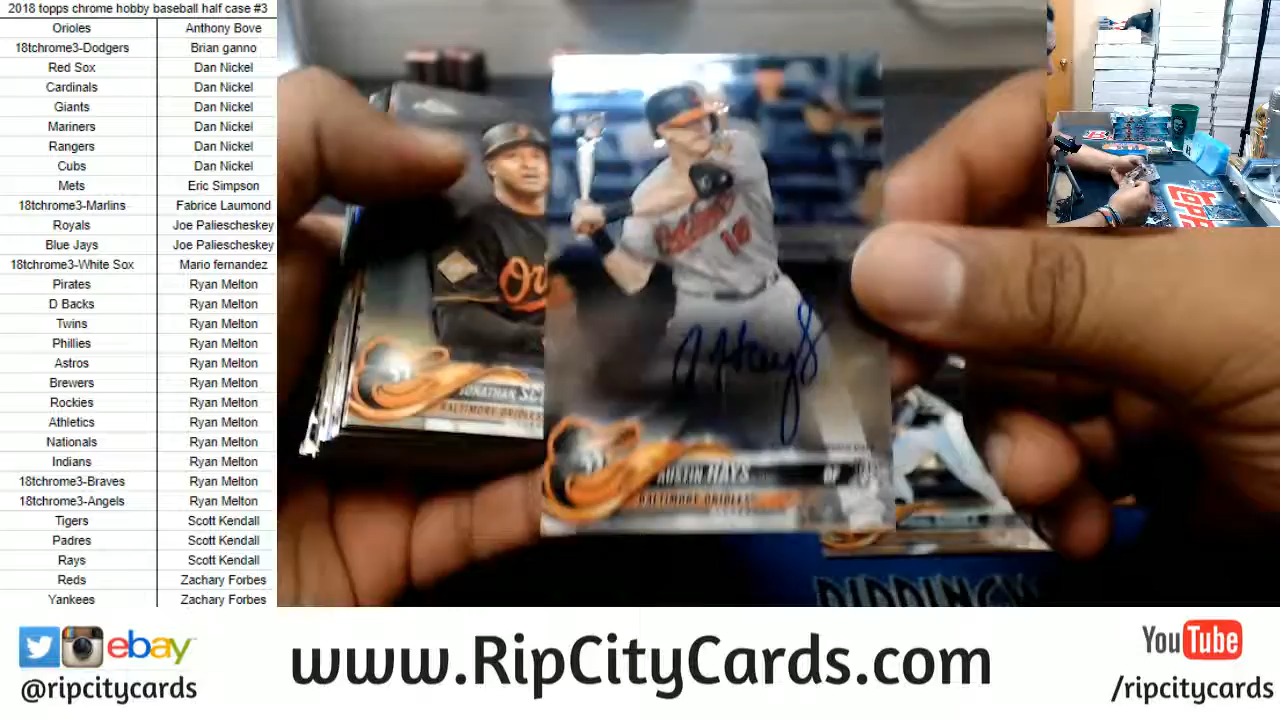 2018 topps chrome hobby baseball half case #3
Orioles Anthony Bove
18tchrome3-Dodgers Brian ganno
Red Sox Dan Nickel
Cardinals Dan Nickel
Giants Dan Nickel
Mariners Dan Nickel
Rangers Dan Nickel
Cubs Dan Nickel
Mets Eric Simpson
18tchrome3-Marlins Fabrice Laumond
Royals Joe Paliescheskey
Blue Jays Joe Paliescheskey
18tchrome3-White Sox Mario fernandez
Pirates Ryan Melton
D Backs Ryan Melton
Twins Ryan Melton
Phillies Ryan Melton
Astros Ryan Melton
Brewers Ryan Melton
Rockies Ryan Melton
Athletics Ryan Melton
Nationals Ryan Melton
Indians Ryan Melton
18tchrome3-Braves Ryan Melton
18tchrome3-Angels Ryan Melton
Tigers Scott Kendall
Padres Scott Kendall
Rays Scott Kendall
Reds Zachary Forbes
Yankees Zachary Forbes
JONATHAN
BALTIMORE ORIOLES
AUSTIN HAYS OF
BALTIMORE ORIOLES
ebay
@ripcitycards
www.RipCityCards.com
YouTube
/ripcitycards